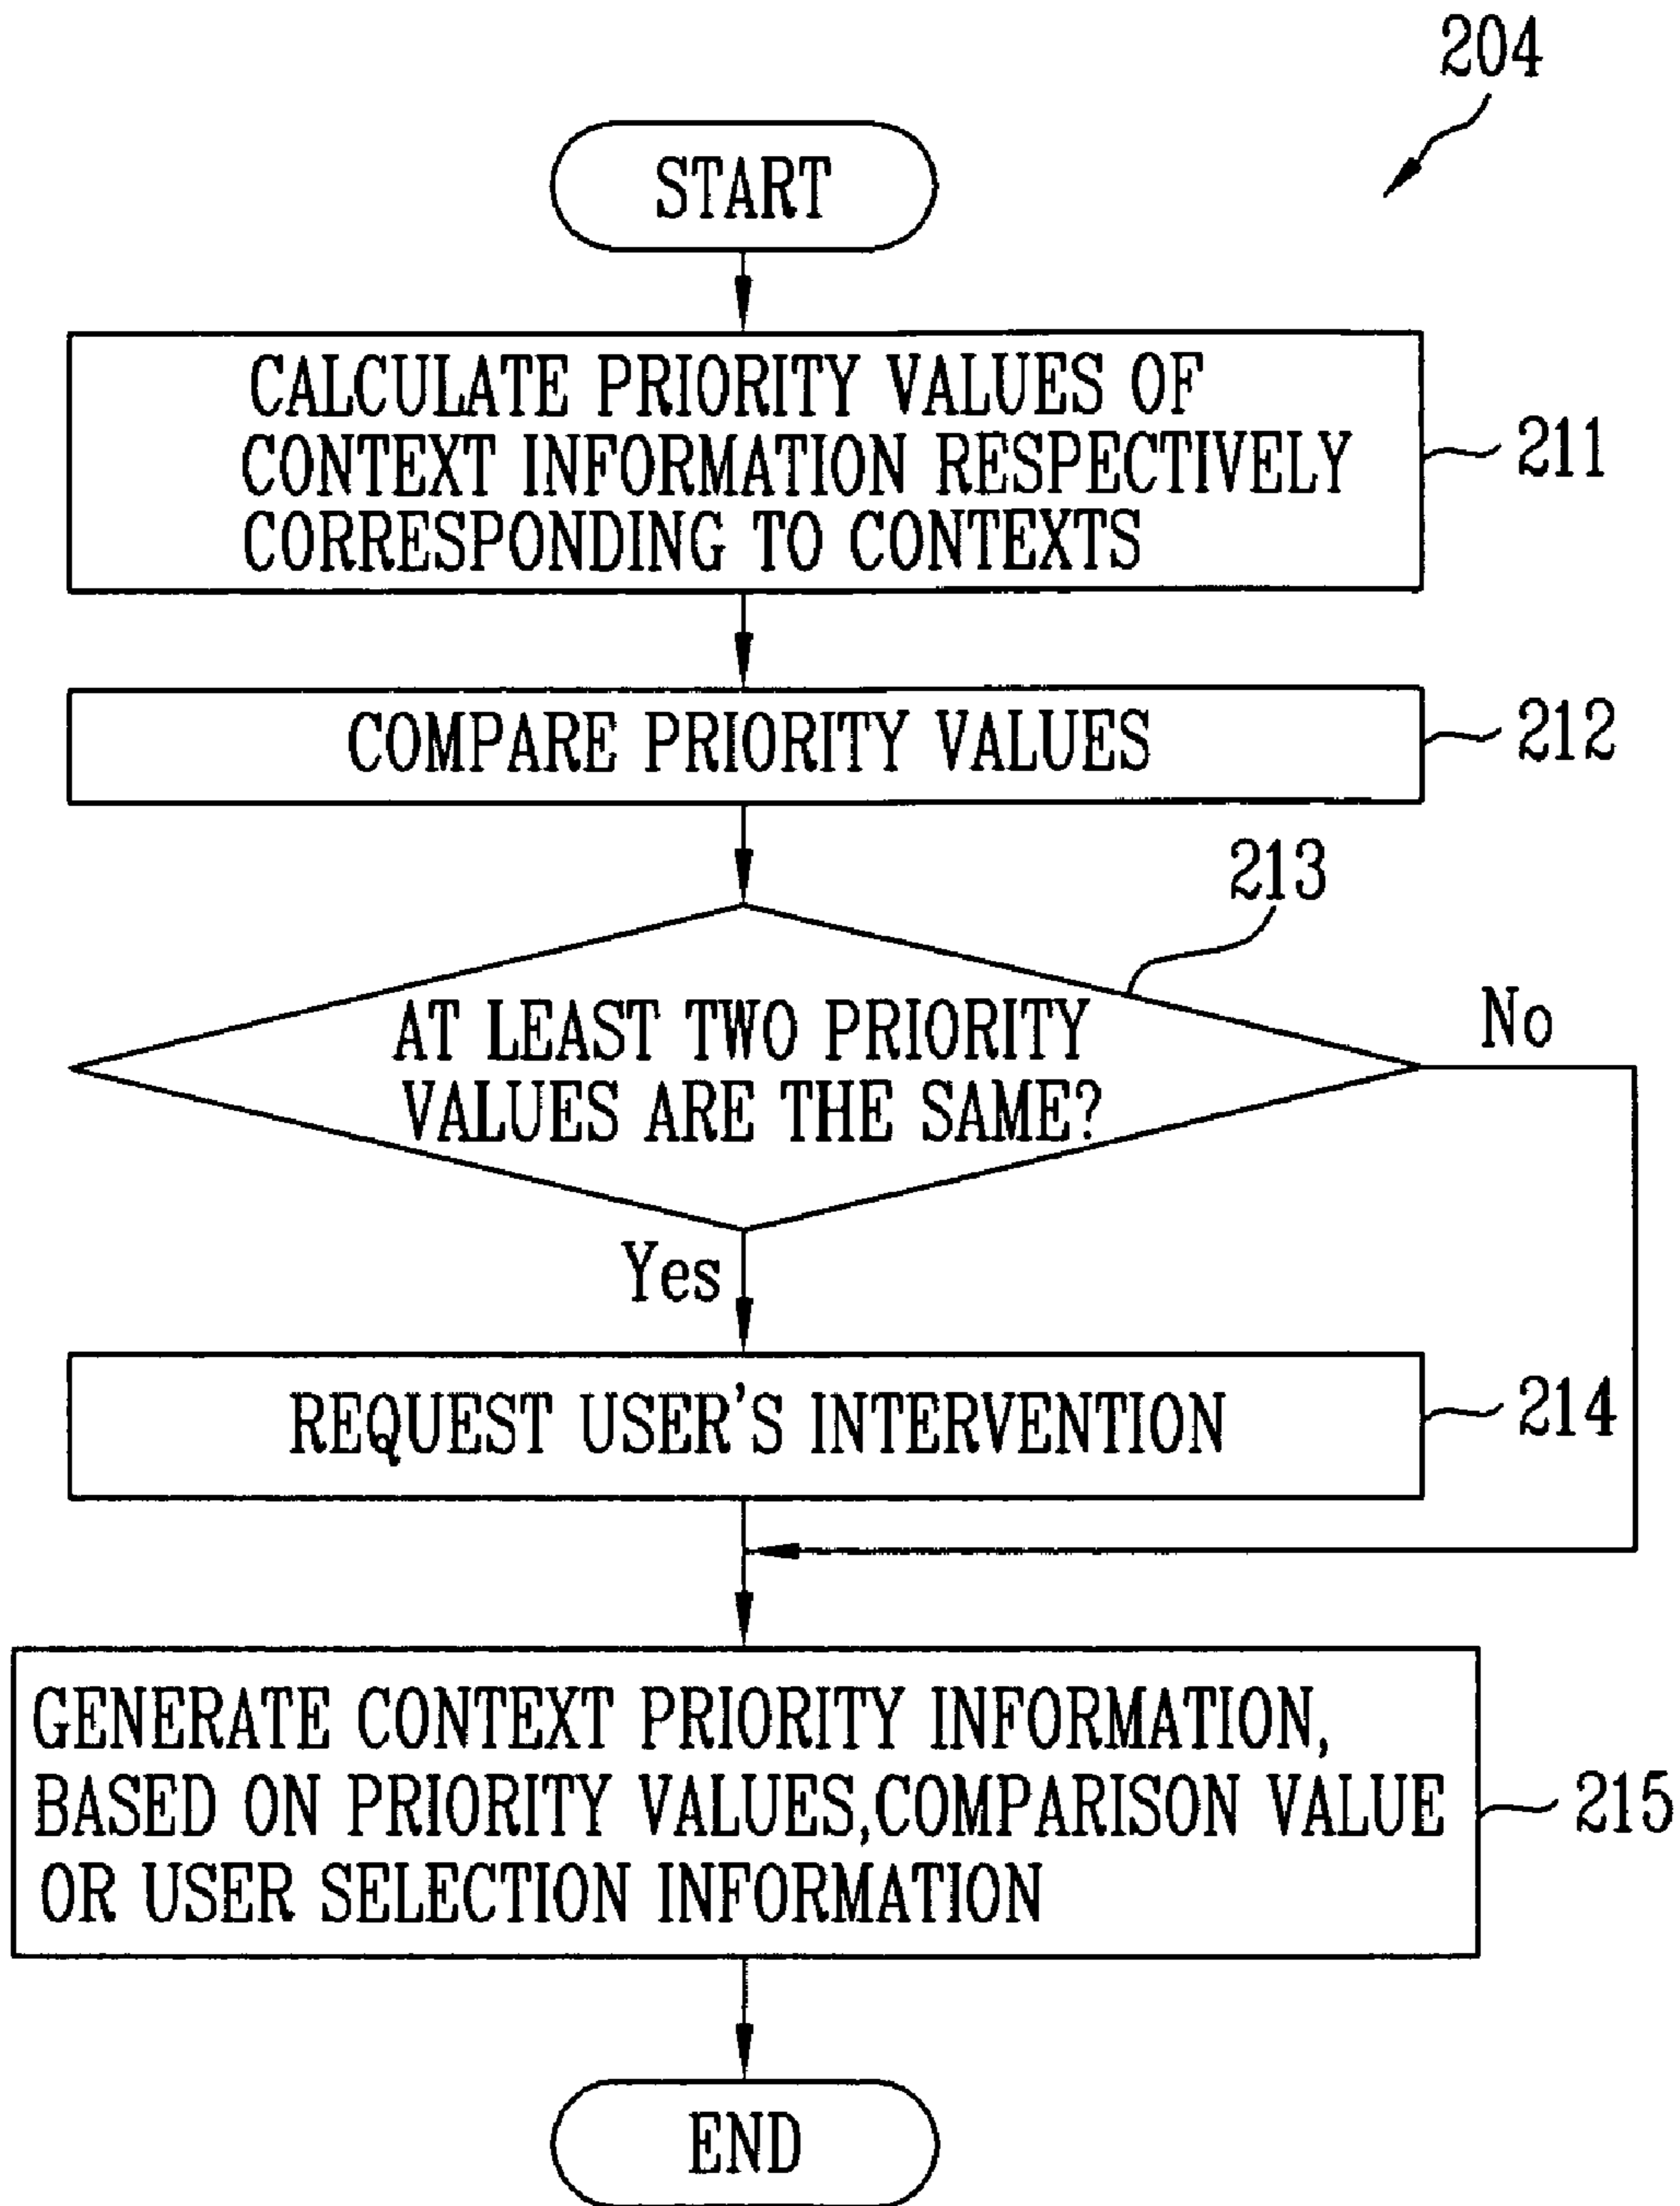 204
START
CALCULATE PRIORITY VALUES OF
CONTEXT INFORMATION RESPECTIVELY
CORRESPONDING TO CONTEXTS
211
COMPARE PRIORITY VALUES
212
213
AT LEAST TWO PRIORITY
VALUES ARE THE SAME?
No
Yes
REQUEST USER'S INTERVENTION
214
GENERATE CONTEXT PRIORITY INFORMATION,
BASED ON PRIORITY VALUES,COMPARISON VALUE
OR USER SELECTION INFORMATION
215
END